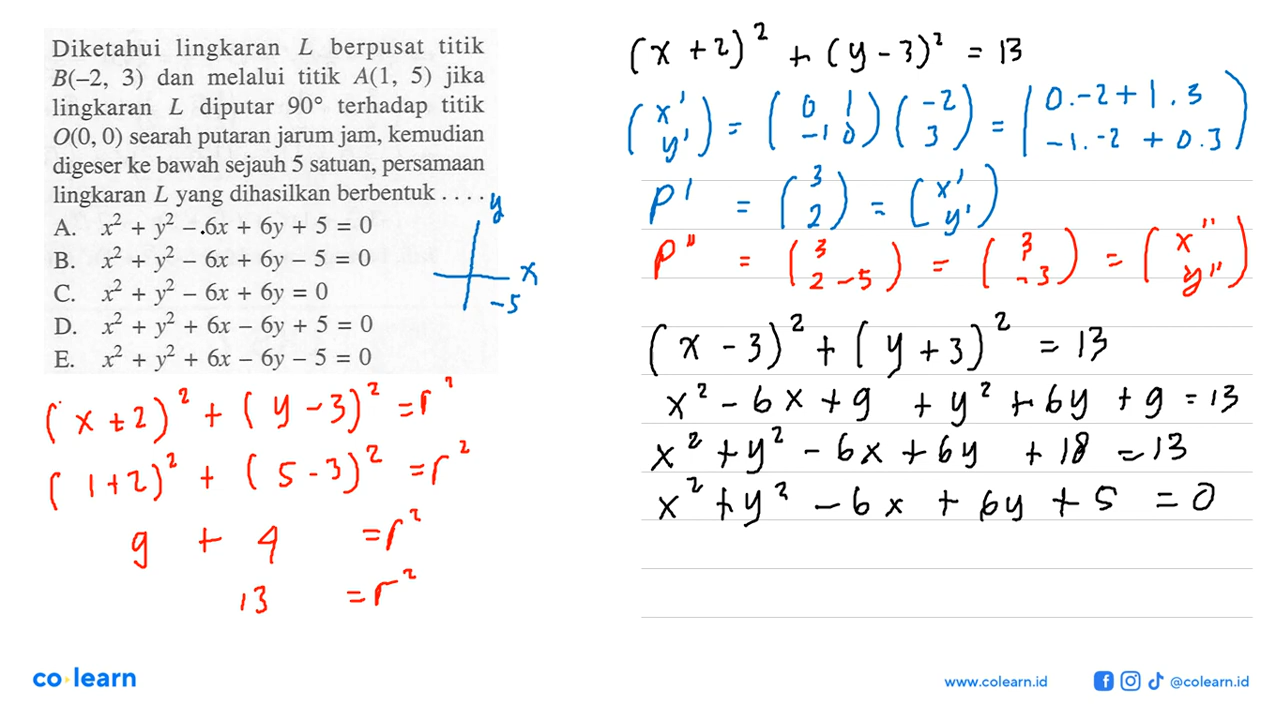 Diketahui lingkaran L berpusat titik
B(–2, 3) dan melalui titik A(1, 5) jika
lingkaran L diputar 90° terhadap titik
O(0, 0) searah putaran jarum jam, kemudian
digeser ke bawah sejauh 5 satuan, persamaan
lingkaran L yang dihasilkan berbentuk . . . .
A. x² + y² – 6x + 6y + 5 = 0
B. x² + y² – 6x + 6y – 5 = 0
C. x² + y² – 6x + 6y = 0
D. x² + y² + 6x – 6y + 5 = 0
E. x² + y² + 6x – 6y – 5 = 0
y
x
-5
(x+2)² + (y-3)² = r²
(1+2)² + (5-3)² = r²
9 + 4 = r²
13 = r²
(x+2)² + (y-3)² = 13
(x' y') = (0 1 -1 0)(-2 3) = (0.-2+1.3 -1.-2+0.3)
P' = (3 2) = (x' y')
P" = (3 2-5) = (3 -3) = (x" y")
(x-3)² + (y+3)² = 13
x² - 6x + 9 + y² + 6y + 9 = 13
x² + y² - 6x + 6y + 18 = 13
x² + y² - 6x + 6y + 5 = 0
co learn
www.colearn.id
@colearn.id